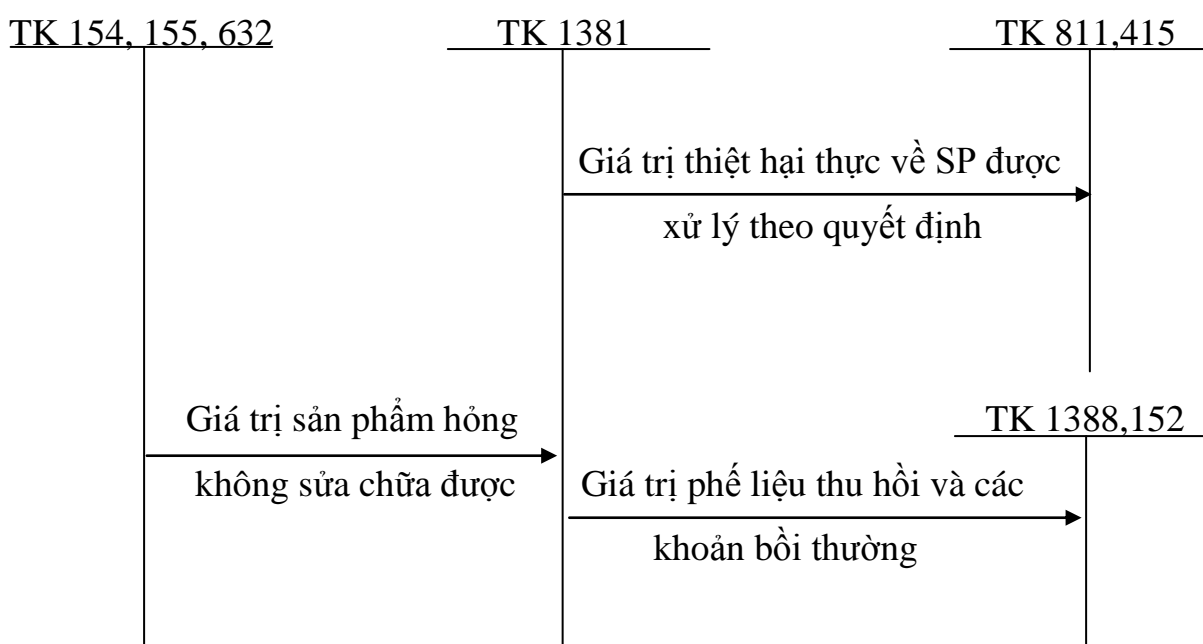 TK 154, 155, 632
TK 1381
TK 811,415
Giá trị thiệt hại thực về SP được
xử lý theo quyết định
Giá trị sản phẩm hỏng
không sửa chữa được
TK 1388,152
Giá trị phế liệu thu hồi và các
khoản bồi thường